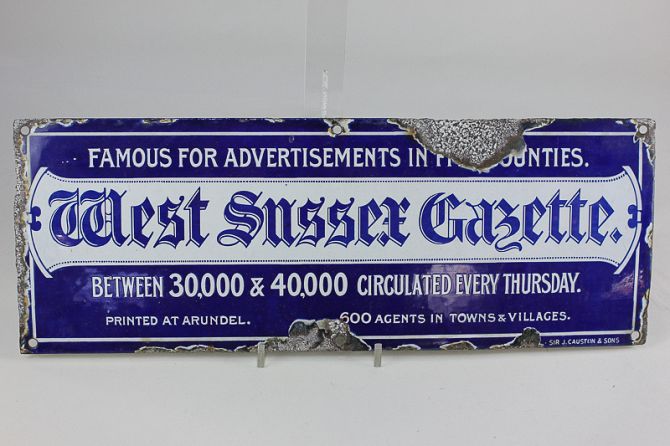 FAMOUS FOR ADVERTISEMENTS IN
West Sussex Gazette.
BETWEEN 30,000 & 40,000 CIRCULATED EVERY THURSDAY.
PRINTED AT ARUNDEL. 600 AGENTS IN TOWNS & VILLAGES.
SIR J. CAUSTON & SONS